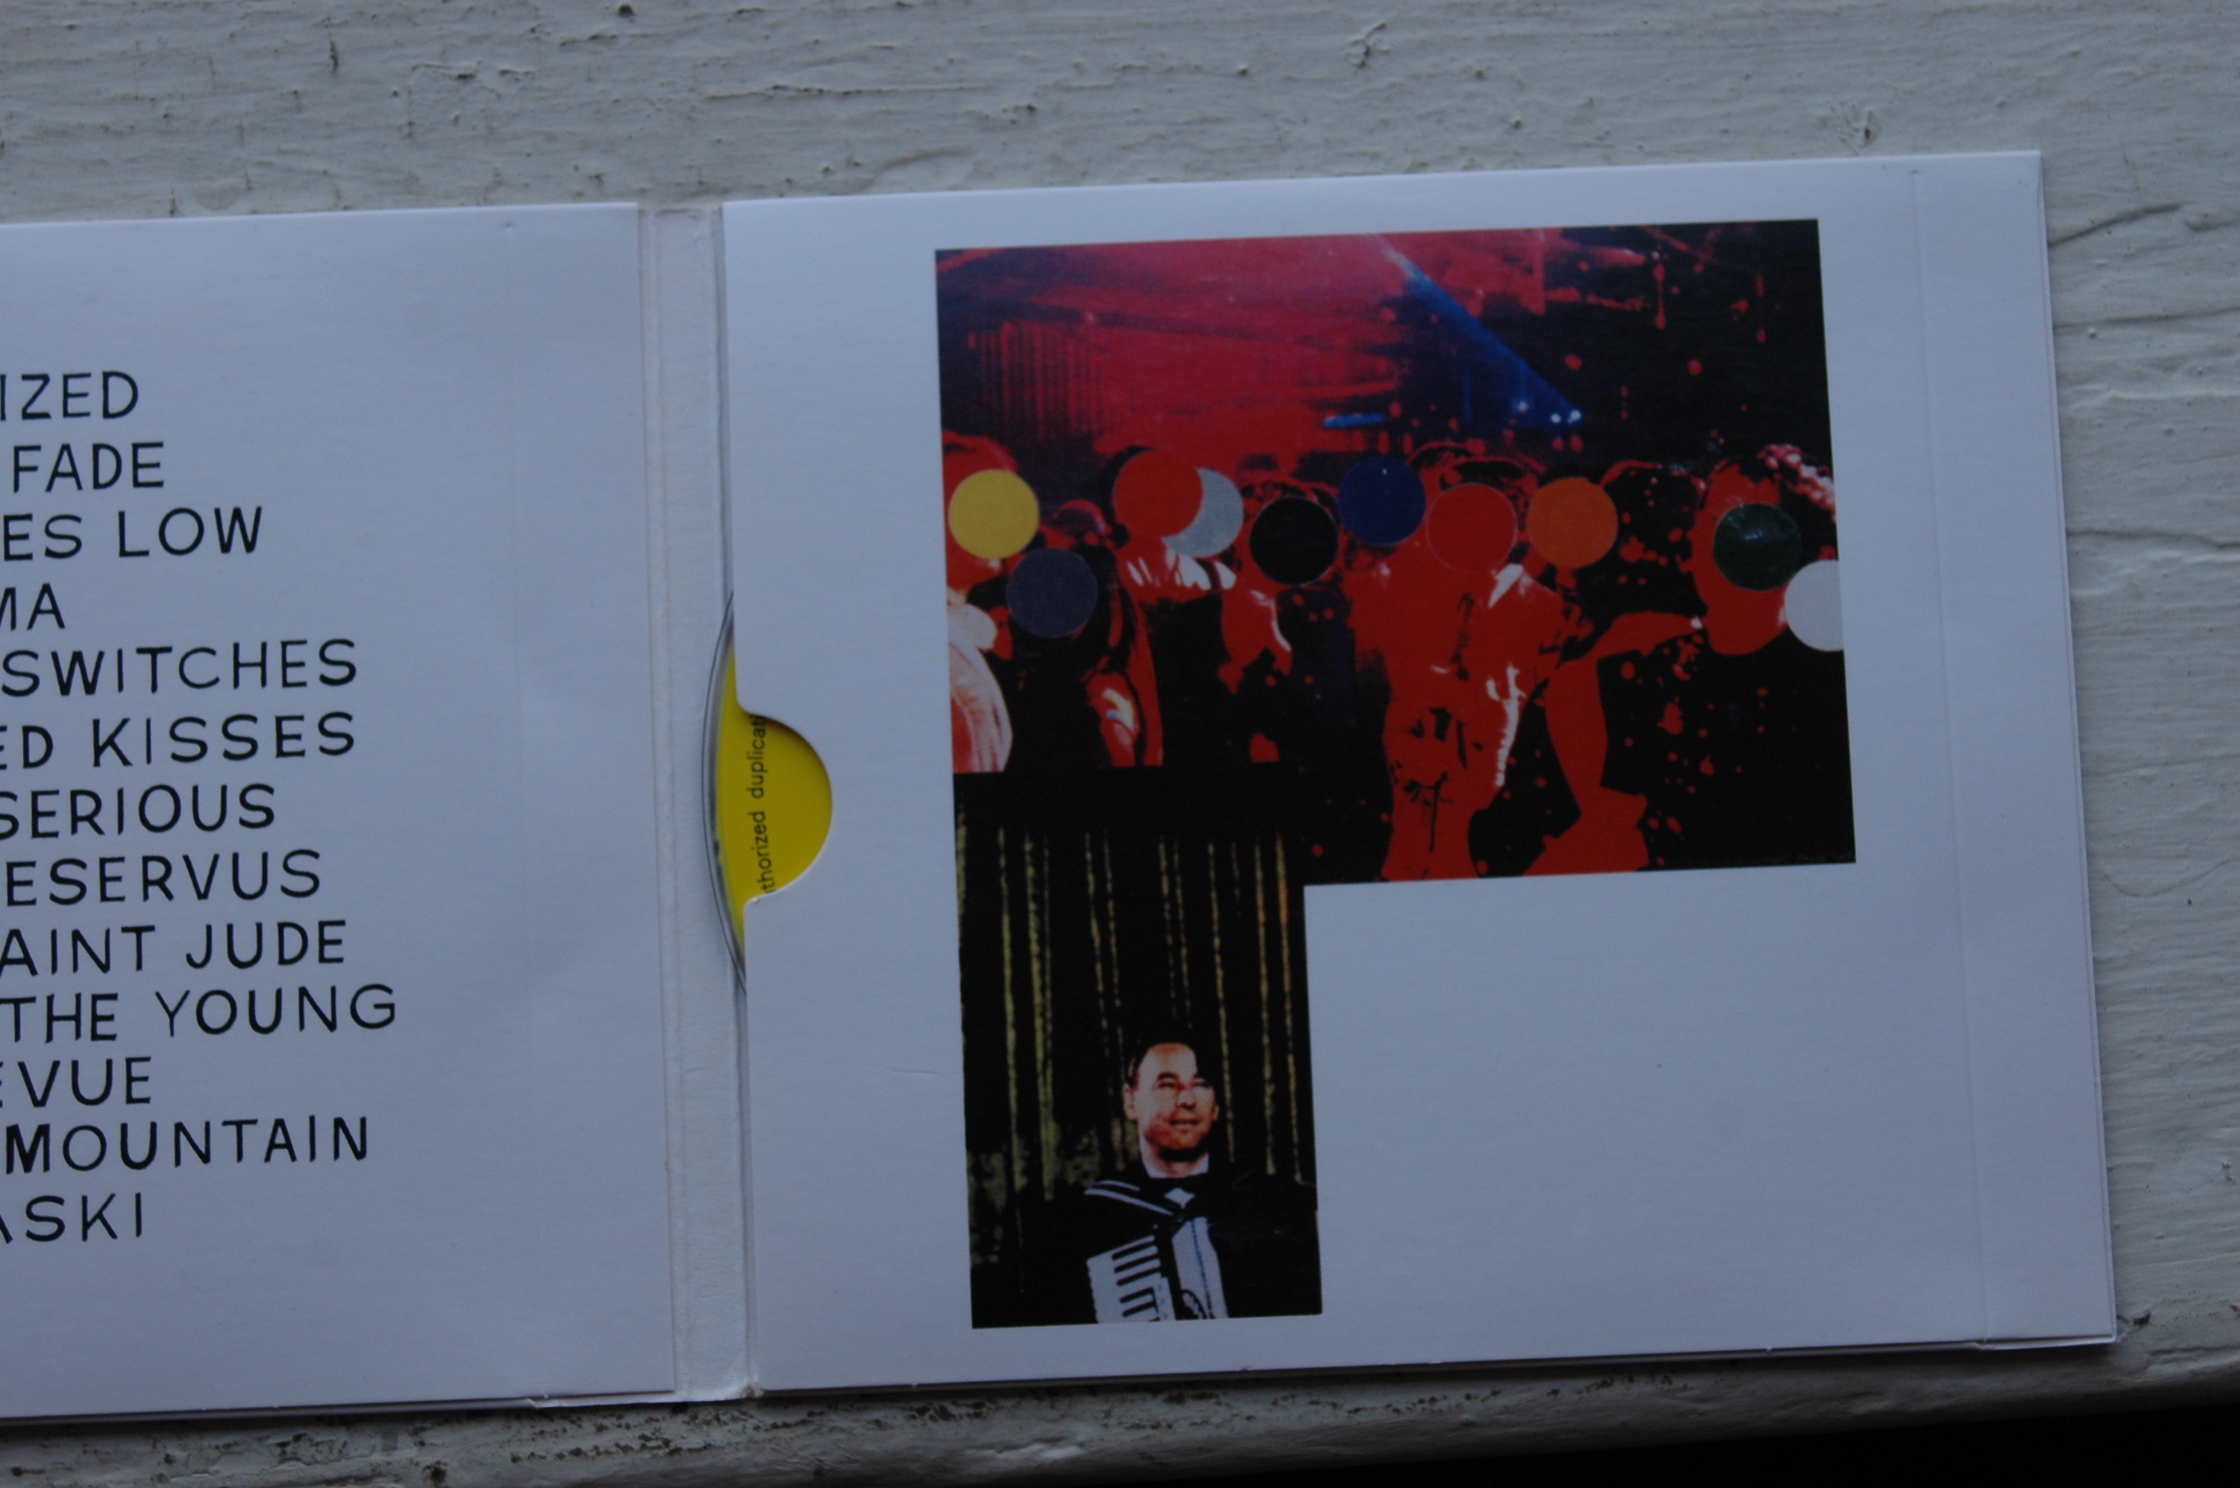 IZED
FADE
ES LOW
MA
SWITCHES
ED KISSES
SERIOUS
ESERVUS
AINT JUDE
THE YOUNG
EVUE
MOUNTAIN
ASKI
thorized duplicat